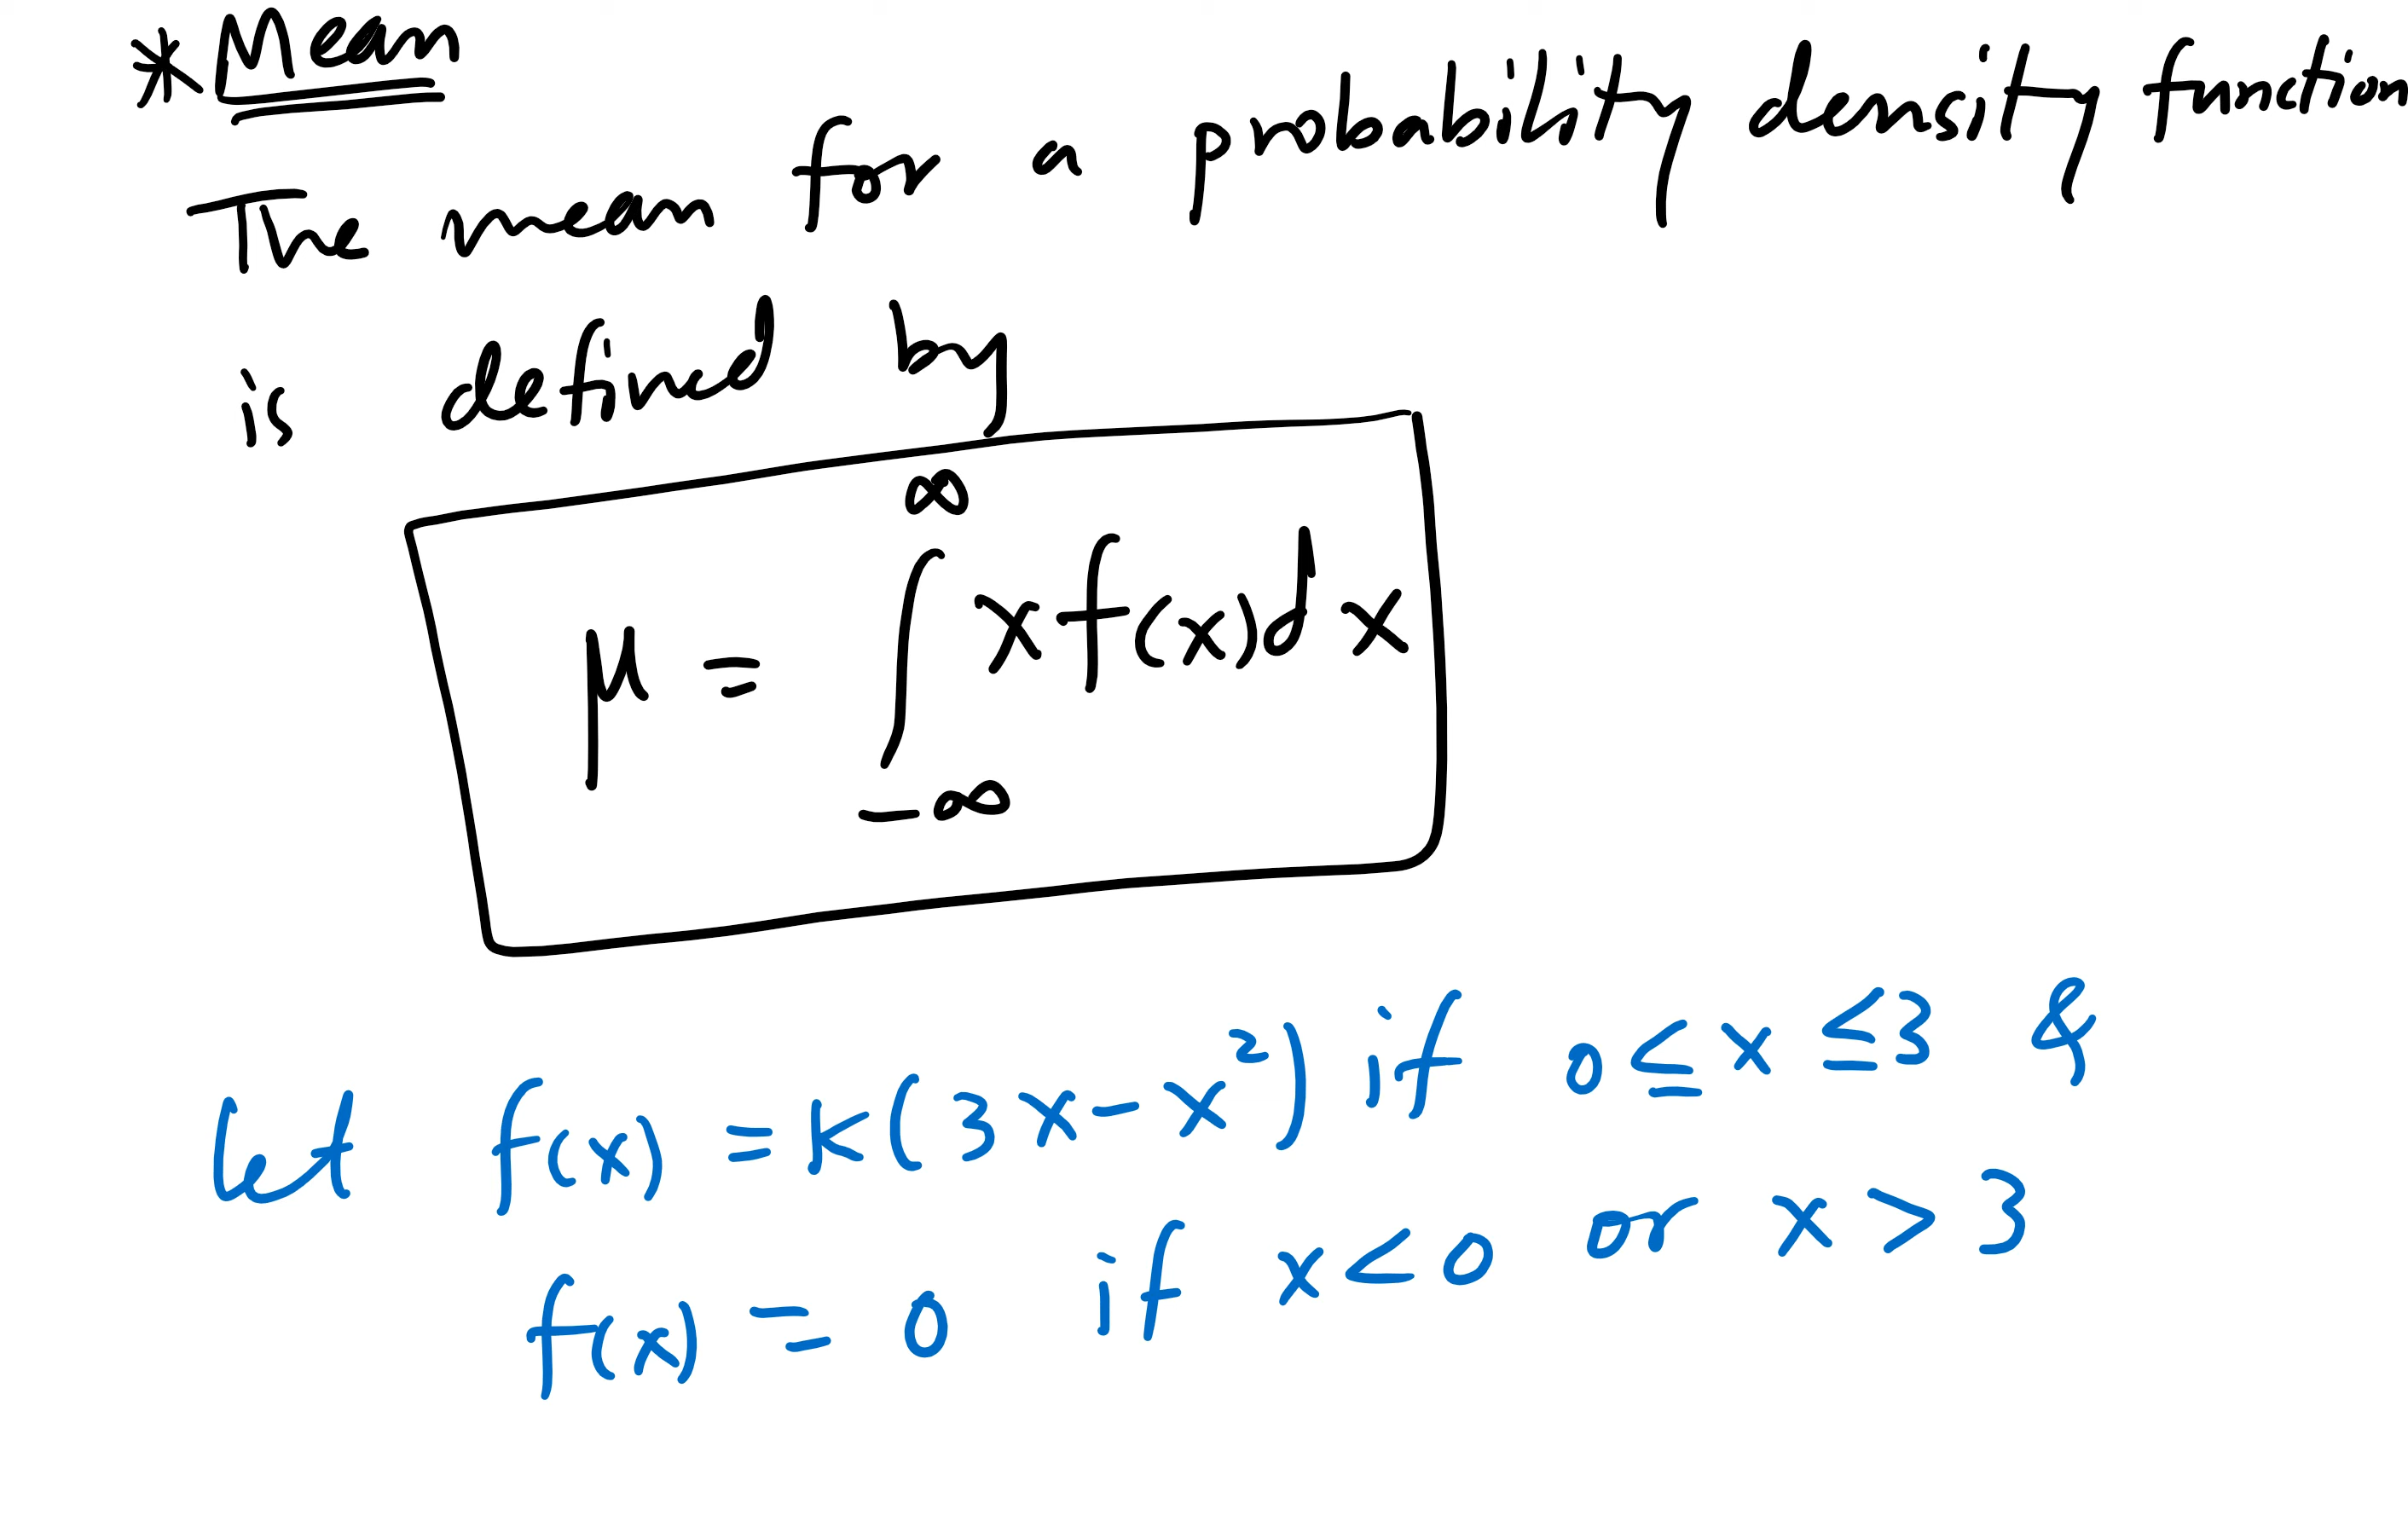 * Mean
The mean for a probability density function
is defined by
μ = ∫_{-∞}^{∞} x f(x) dx
Let f(x) = k(3x - x²) if 0 ≤ x ≤ 3 &
f(x) = 0 if x < 0 or x > 3